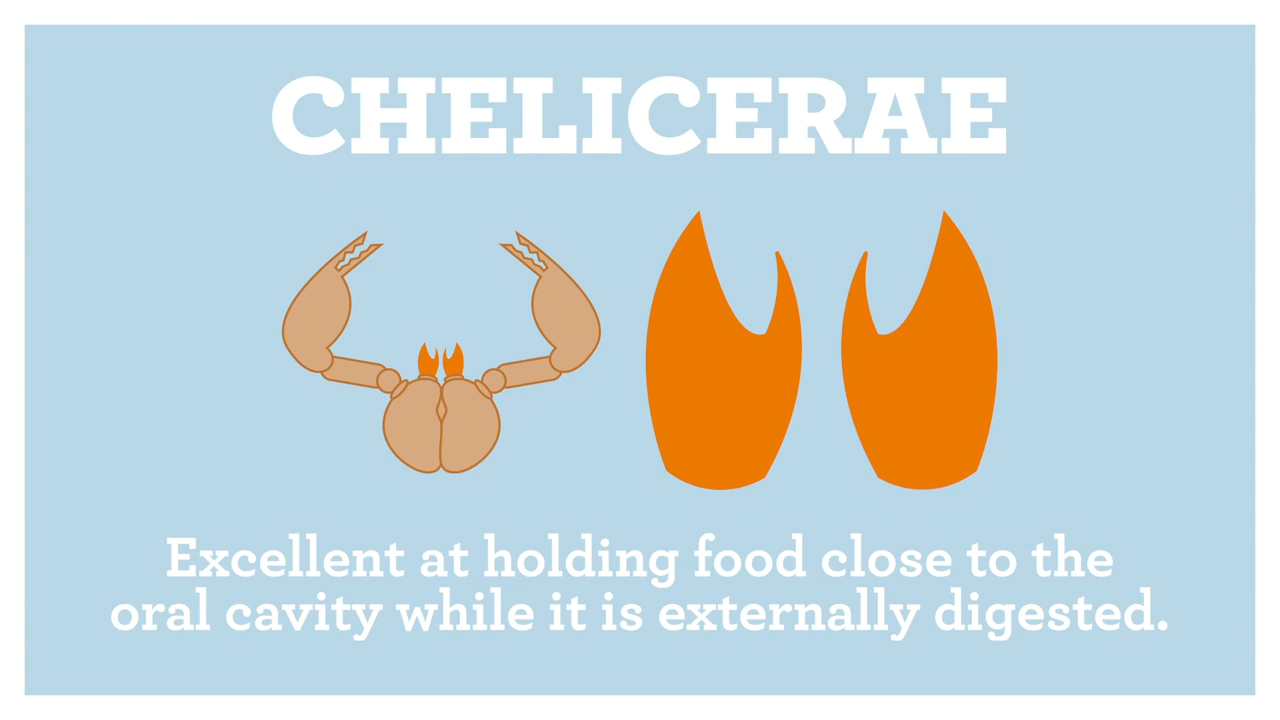 CHELICERAE
Excellent at holding food close to the
oral cavity while it is externally digested.